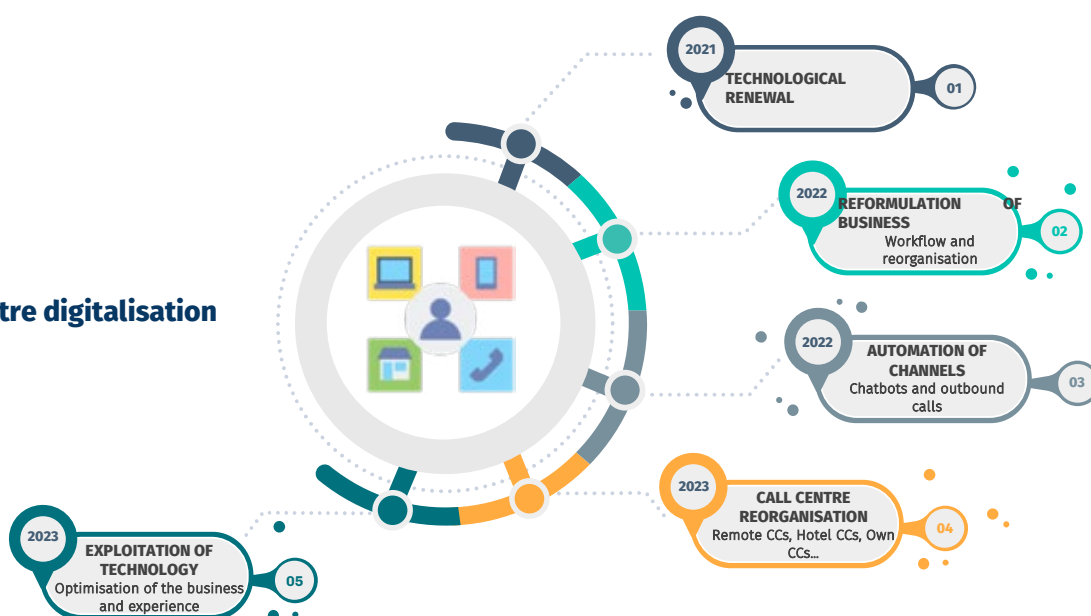 2021
TECHNOLOGICAL
RENEWAL
01
2022
REFORMULATION OF
BUSINESS
Workflow and
reorganisation
02
tre digitalisation
2022
AUTOMATION OF
CHANNELS
Chatbots and outbound
calls
03
2023
CALL CENTRE
REORGANISATION
Remote CCs, Hotel CCs, Own
CCs...
04
2023
EXPLOITATION OF
TECHNOLOGY
Optimisation of the business
and experience
05